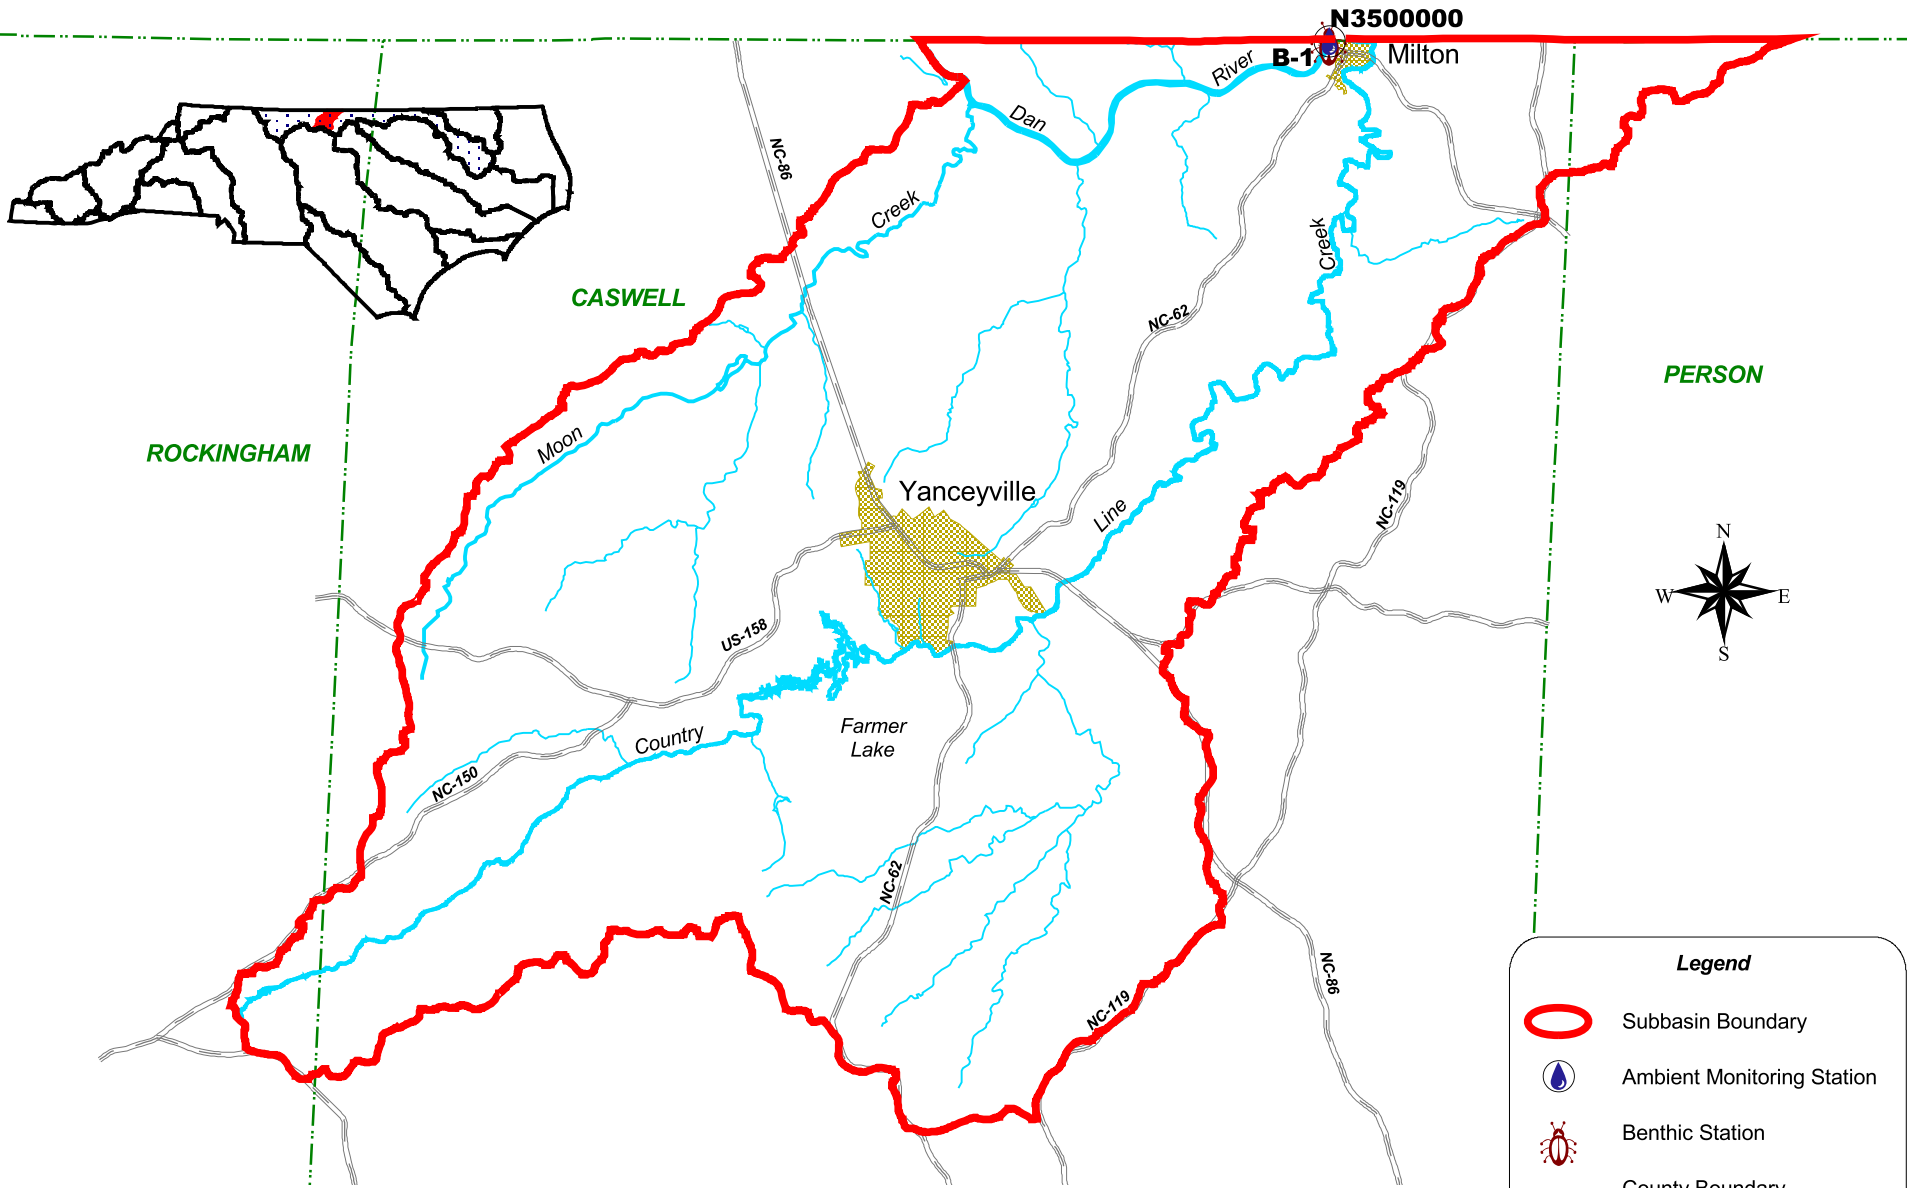 N3500000
B-1
Milton
River
Dan
NC-86
Creek
Creek
CASWELL
NC-62
PERSON
ROCKINGHAM
Moon
Yanceyville
Line
NC-119
N
W
E
S
US-158
Farmer
Lake
Country
NC-150
NC-62
NC-86
NC-119
Legend
Subbasin Boundary
Ambient Monitoring Station
Benthic Station
County Boundary